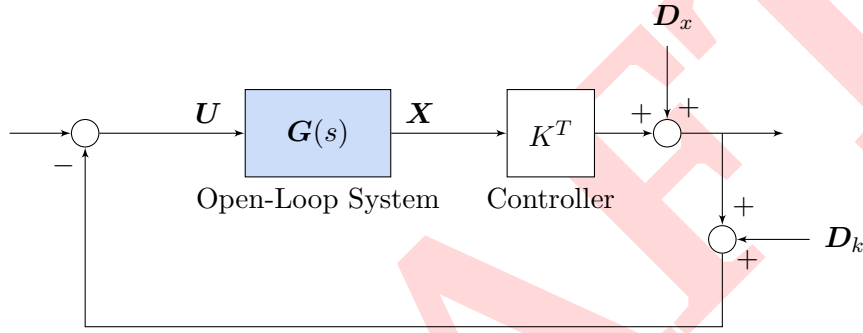 D_x
U
G(s)
X
K^T
+
+
−
Open-Loop System
Controller
+
D_k
+